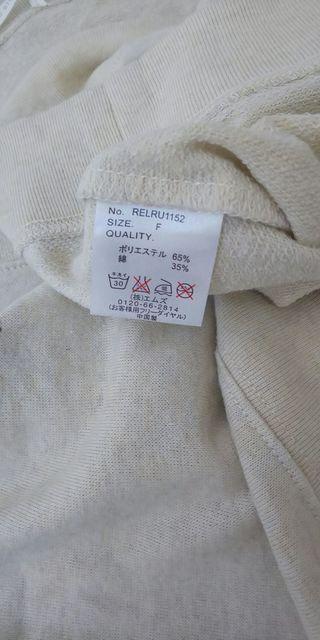 No. RELRU1152
SIZE. F
QUALITY.
ポリエステル 65%
綿 35%
30
(株)エムズ
0120-66-2814
(お客様用フリーダイヤル)
中国製